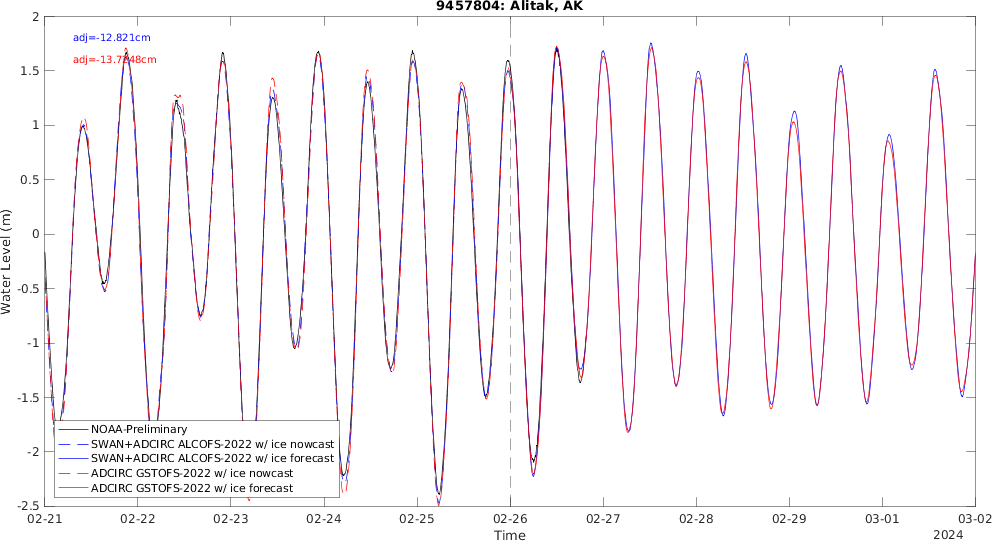 9457804: Alitak, AK
adj=-12.821cm
adj=-13.7248cm
2
1.5
1
0.5
0
-0.5
-1
-1.5
-2
-2.5
Water Level (m)
NOAA-Preliminary
SWAN+ADCIRC ALCOFS-2022 w/ ice nowcast
SWAN+ADCIRC ALCOFS-2022 w/ ice forecast
ADCIRC GSTOFS-2022 w/ ice nowcast
ADCIRC GSTOFS-2022 w/ ice forecast
02-21 02-22 02-23 02-24 02-25 02-26 02-27 02-28 02-29 03-01 03-02
Time
2024